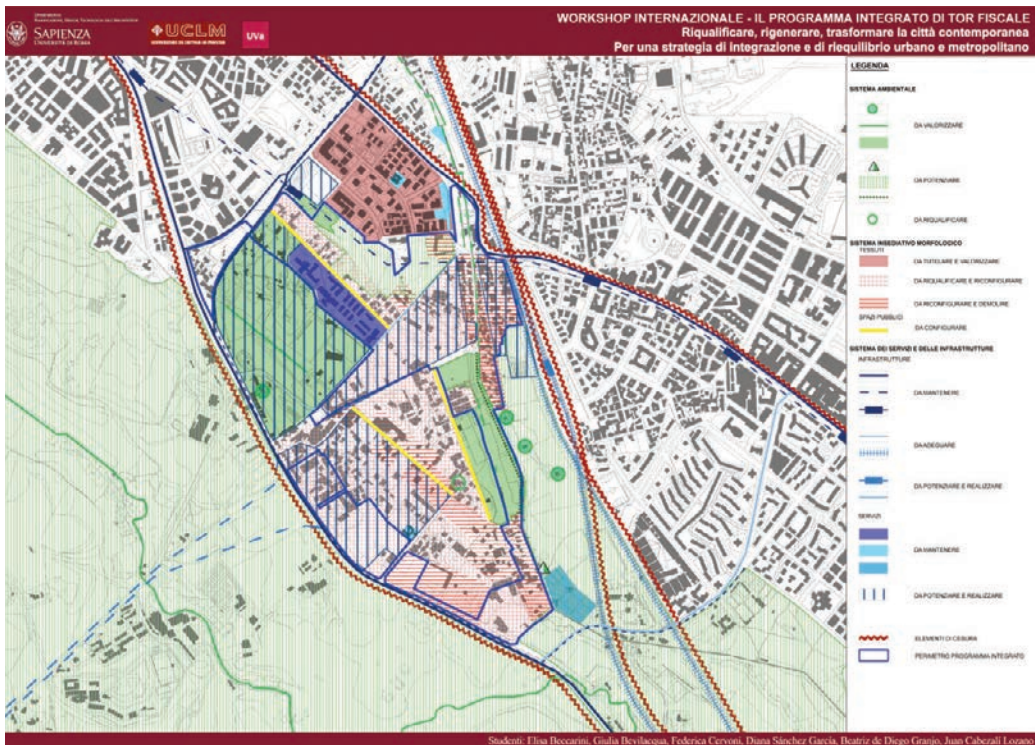 SAPIENZA
UNIVERSITÀ DI ROMA
UCLM
UVa
WORKSHOP INTERNAZIONALE - IL PROGRAMMA INTEGRATO DI TOR FISCALE
Riqualificare, rigenerare, trasformare la città contemporanea
Per una strategia di integrazione e di riequilibrio urbano e metropolitano
LEGENDA
SISTEMA AMBIENTALE
DA VALORIZZARE
DA POTENZIARE
DA RIQUALIFICARE
SISTEMA INSEDIATIVO MORFOLOGICO
TESSUTI
DA TUTELARE E VALORIZZARE
DA RIQUALIFICARE E RICONFIGURARE
DA RICONFIGURARE E DEMOLIRE
SPAZI PUBBLICI
DA CONFIGURARE
SISTEMA DEI SERVIZI E DELLE INFRASTRUTTURE
INFRASTRUTTURE
DA MANTENERE
DA ADEGUARE
DA POTENZIARE E REALIZZARE
SERVIZI
DA MANTENERE
DA POTENZIARE E REALIZZARE
ELEMENTI DI CESURA
PERIMETRO PROGRAMMA INTEGRATO
Studenti: Elisa Beccarini, Giulia Bevilacqua, Federica Cervoni, Diana Sánchez García, Beatriz de Diego Granjo, Juan Cabezali Lozano